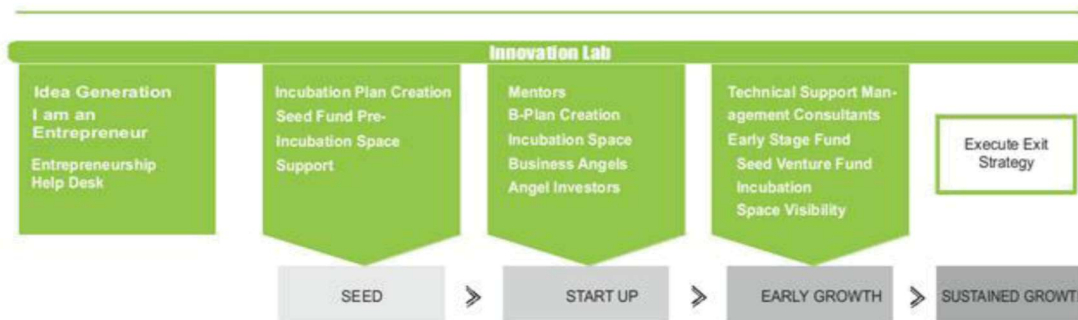 Innovation Lab
Idea Generation
I am an
Entrepreneur
Entrepreneurship
Help Desk
Incubation Plan Creation
Seed Fund Pre-
Incubation Space
Support
Mentors
B-Plan Creation
Incubation Space
Business Angels
Angel Investors
Technical Support Man-
agement Consultants
Early Stage Fund
Seed Venture Fund
Incubation
Space Visibility
Execute Exit
Strategy
SEED
START UP
EARLY GROWTH
SUSTAINED GROWT